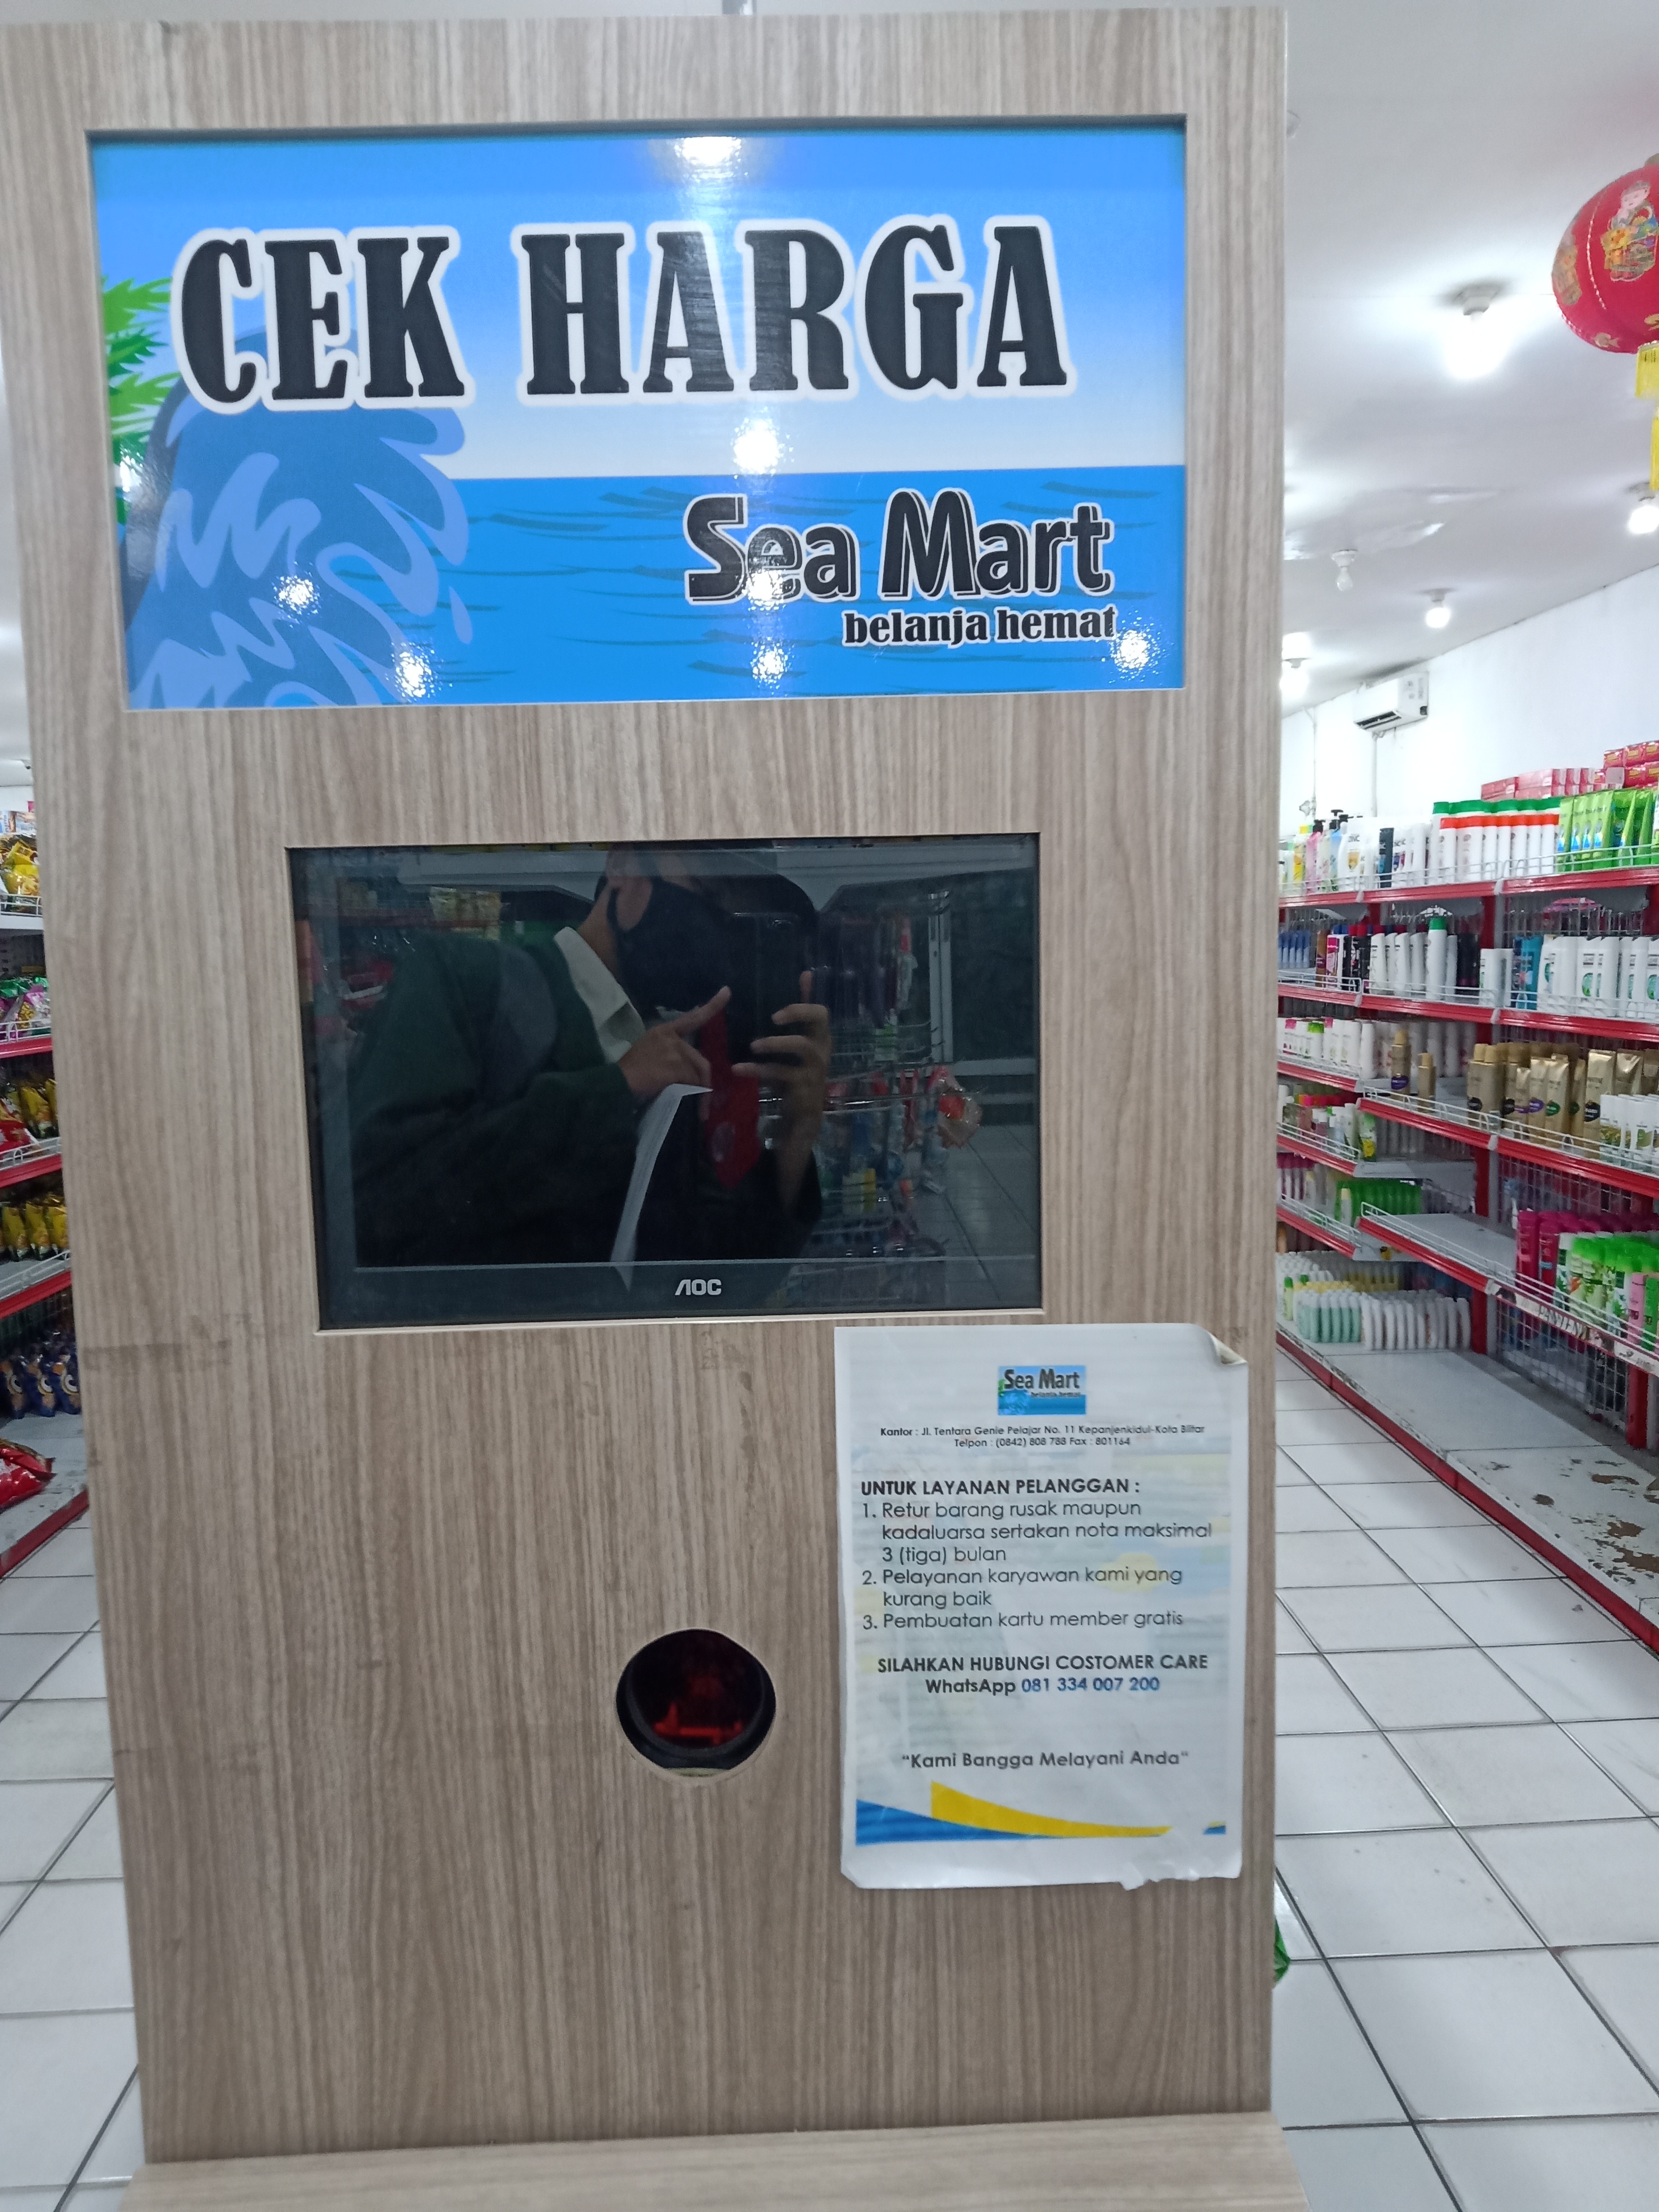 CEK HARGA
Sea Mart
belanja hemat
AOC
Sea Mart
belanja hemat
Kantor : Jl. Tentara Genie Pelajar No. 11 Kepanjenkidul-Kota Blitar
Telpon : (0842) 808 788 Fax : 801164
UNTUK LAYANAN PELANGGAN :
1. Retur barang rusak maupun
kadaluarsa sertakan nota maksimal
3 (tiga) bulan
2. Pelayanan karyawan kami yang
kurang baik
3. Pembuatan kartu member gratis
SILAHKAN HUBUNGI COSTOMER CARE
WhatsApp 081 334 007 200
"Kami Bangga Melayani Anda"